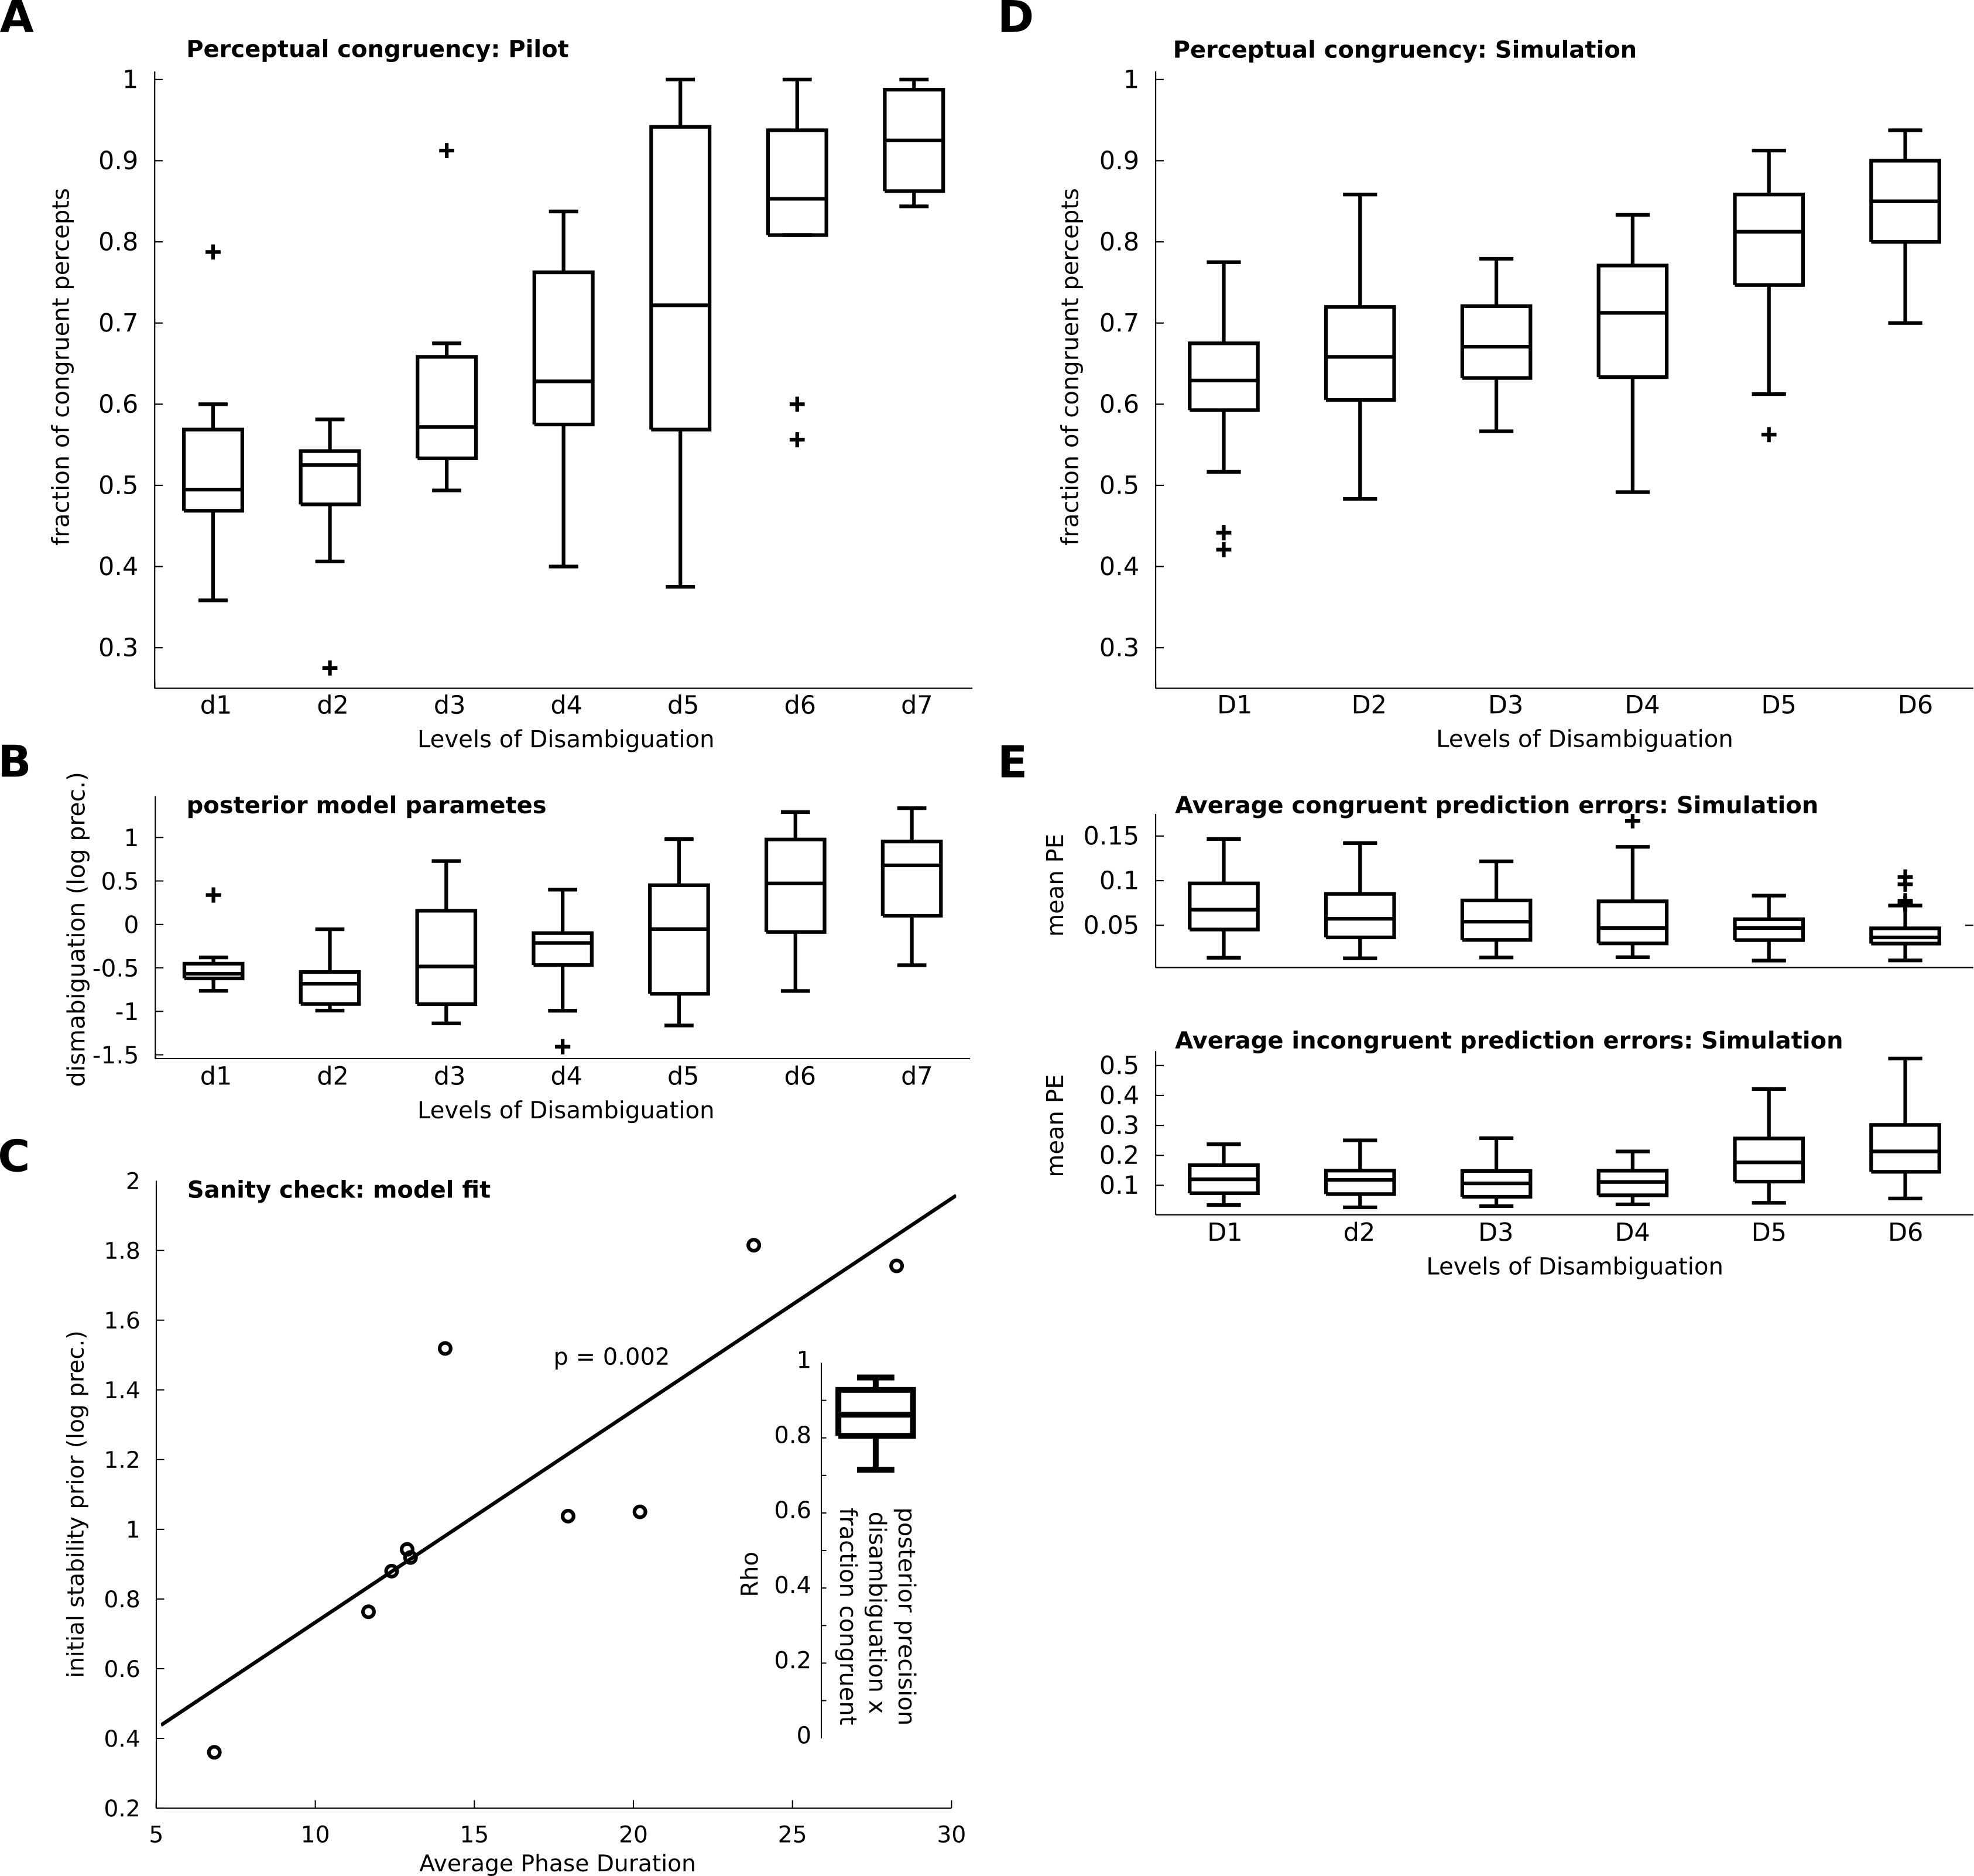 A
Perceptual congruency: Pilot
fraction of congruent percepts
1
0.9
0.8
0.7
0.6
0.5
0.4
0.3
d1 d2 d3 d4 d5 d6 d7
Levels of Disambiguation
B
posterior model parametes
dismabiguation (log prec.)
1
0.5
0
-0.5
-1
-1.5
d1 d2 d3 d4 d5 d6 d7
Levels of Disambiguation
C
Sanity check: model fit
initial stability prior (log prec.)
2
1.8
1.6
1.4
1.2
1
0.8
0.6
0.4
0.2
p = 0.002
5 10 15 20 25 30
Average Phase Duration
Rho
1
0.8
0.6
0.4
0.2
0
posterior precision
disambiguation x
fraction congruent
D
Perceptual congruency: Simulation
fraction of congruent percepts
1
0.9
0.8
0.7
0.6
0.5
0.4
0.3
D1 D2 D3 D4 D5 D6
Levels of Disambiguation
E
Average congruent prediction errors: Simulation
mean PE
0.15
0.1
0.05
Average incongruent prediction errors: Simulation
mean PE
0.5
0.4
0.3
0.2
0.1
D1 d2 D3 D4 D5 D6
Levels of Disambiguation